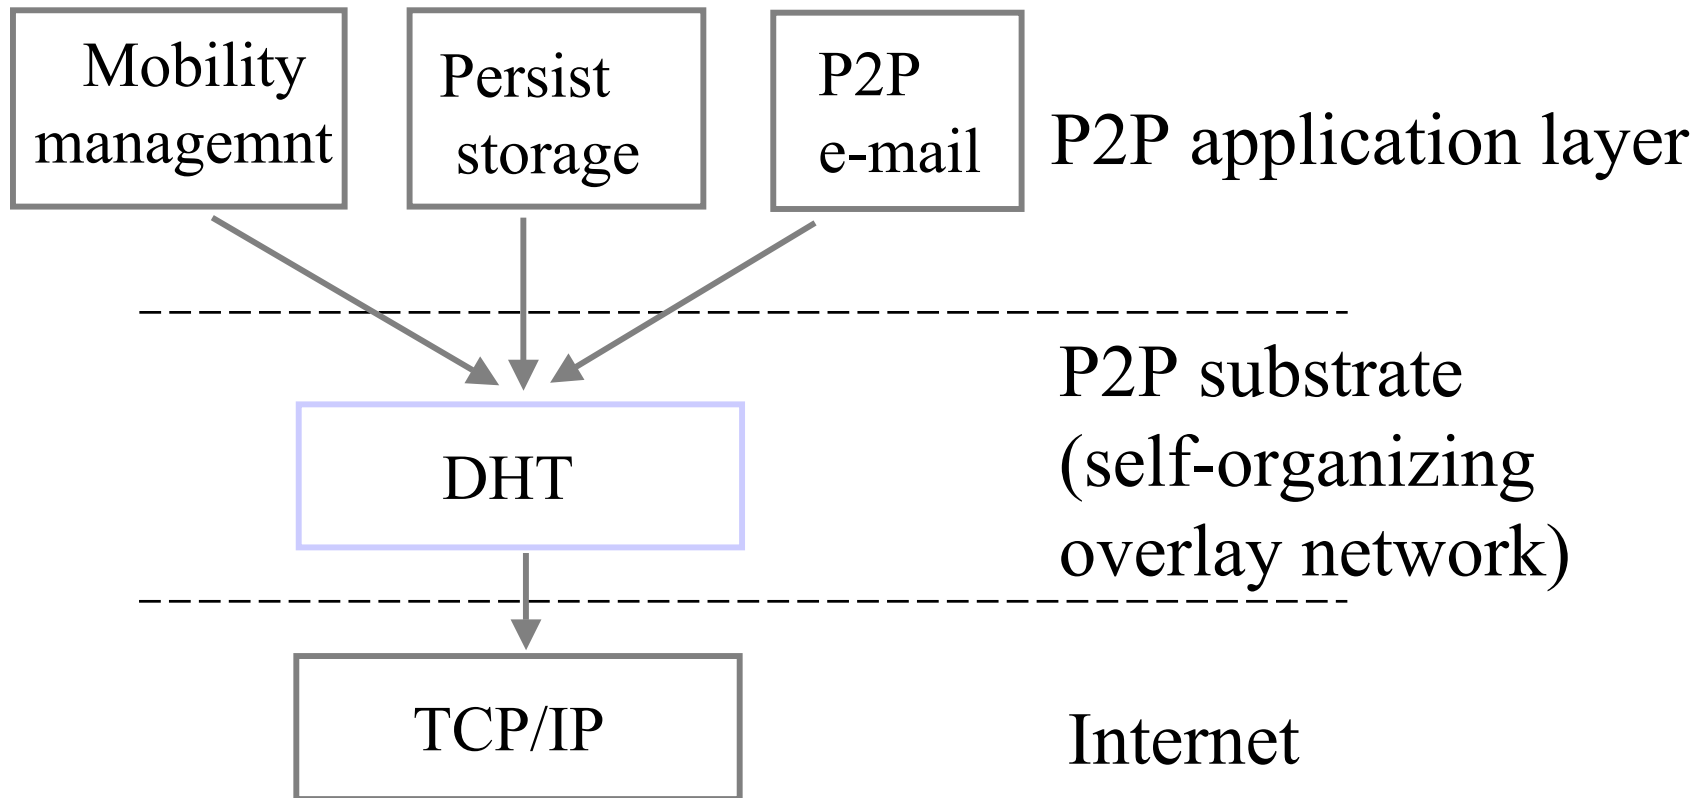 Mobility
managemnt
Persist
storage
P2P
e-mail
P2P application layer
DHT
P2P substrate
(self-organizing
overlay network)
TCP/IP
Internet